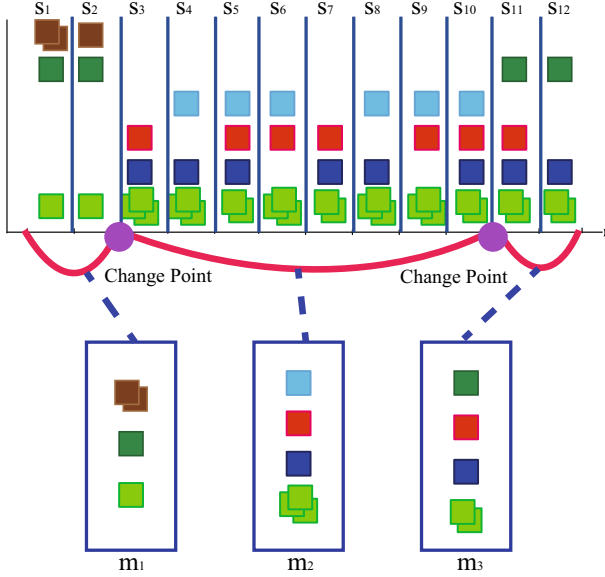 S1 S2 S3 S4 S5 S6 S7 S8 S9 S10 S11 S12
Change Point Change Point
m1 m2 m3